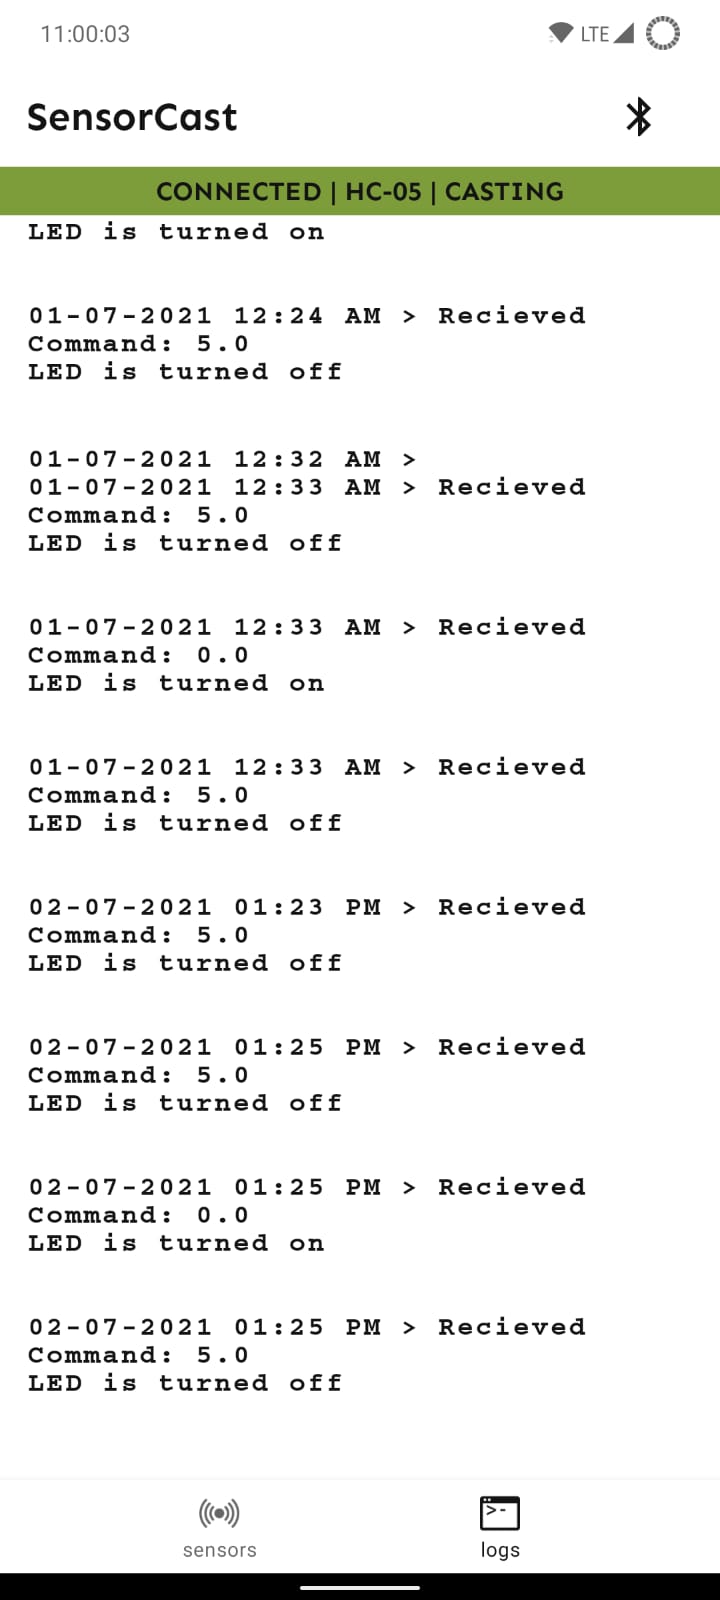 11:00:03 LTE
SensorCast
CONNECTED | HC-05 | CASTING
LED is turned on
01-07-2021 12:24 AM > Recieved
Command: 5.0
LED is turned off
01-07-2021 12:32 AM >
01-07-2021 12:33 AM > Recieved
Command: 5.0
LED is turned off
01-07-2021 12:33 AM > Recieved
Command: 0.0
LED is turned on
01-07-2021 12:33 AM > Recieved
Command: 5.0
LED is turned off
02-07-2021 01:23 PM > Recieved
Command: 5.0
LED is turned off
02-07-2021 01:25 PM > Recieved
Command: 5.0
LED is turned off
02-07-2021 01:25 PM > Recieved
Command: 0.0
LED is turned on
02-07-2021 01:25 PM > Recieved
Command: 5.0
LED is turned off
sensors logs